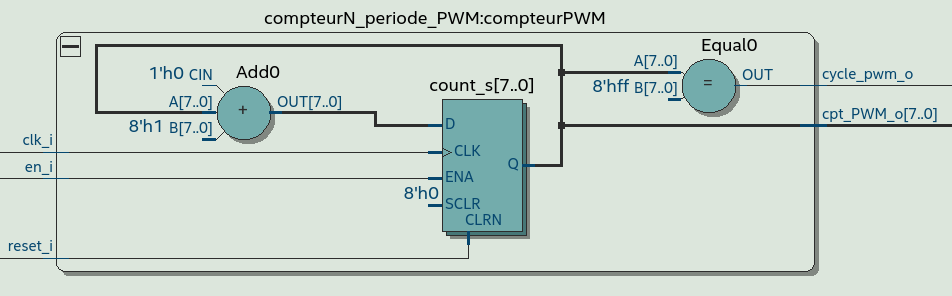 compteurN_periode_PWM:compteurPWM
Equal0
1'h0 CIN
Add0
A[7..0]
OUT
cycle_pwm_o
8'hff B[7..0]
=
count_s[7..0]
A[7..0]
+
OUT[7..0]
8'h1 B[7..0]
D
cpt_PWM_o[7..0]
clk_i
CLK
Q
en_i
ENA
8'h0
SCLR
CLRN
reset_i